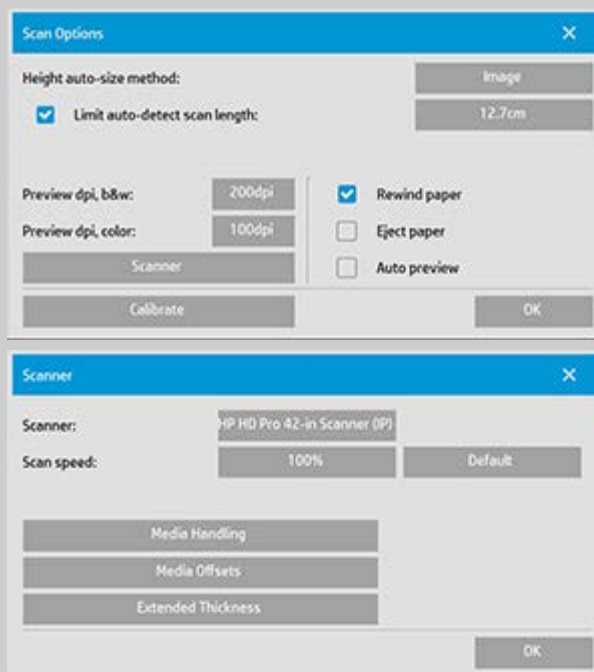 Scan Options
Height auto-size method: Image
Limit auto-detect scan length: 12.7cm
Preview dpi, b&w: 200dpi Rewind paper
Preview dpi, color: 100dpi Eject paper
Scanner Auto preview
Calibrate OK
Scanner
Scanner: HP HD Pro 42-in Scanner (IP)
Scan speed: 100% Default
Media Handling
Media Offsets
Extended Thickness
OK